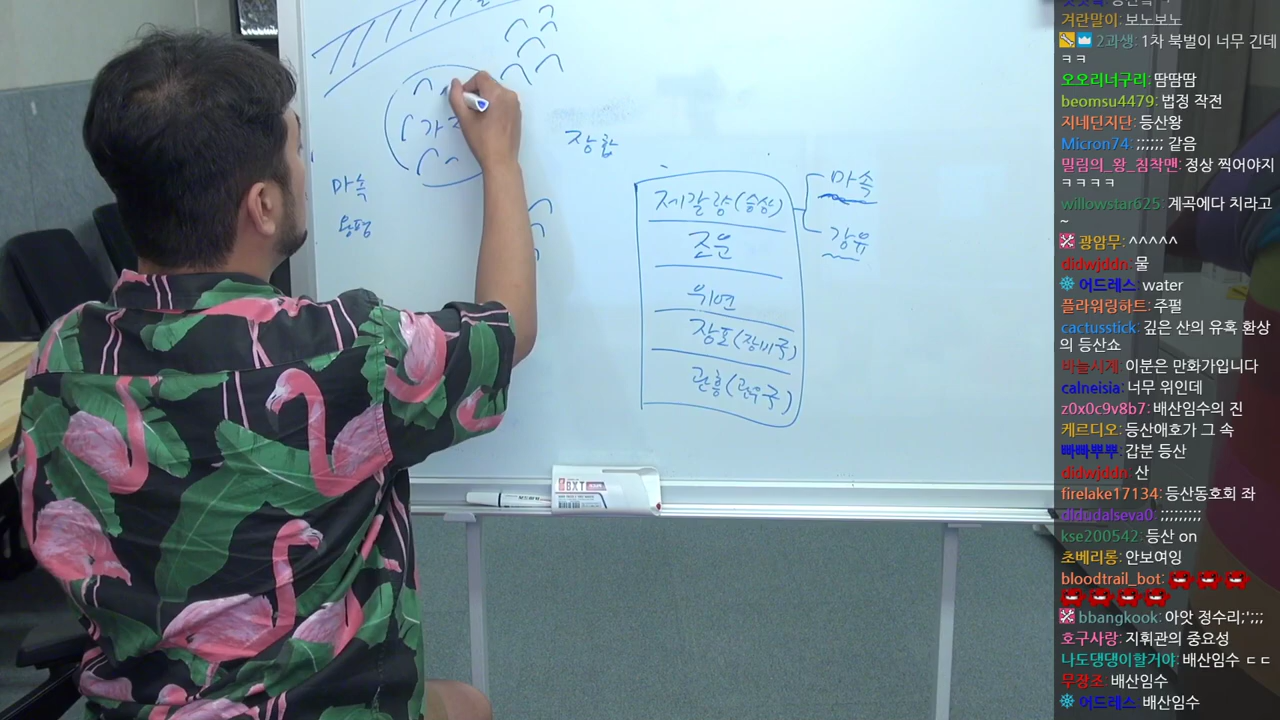 장합
마속
왕평
제갈량(승상)
조운
위연
장포(장비子)
관흥(관우子)
마속
강유
BXT
겨란말이: 보노보노
2과생: 1차 북벌이 너무 긴데
ㅋㅋ
오오리너구리: 땀땀땀
beomsu4479: 법정 작전
지네딘지단: 등산왕
Micron74: ;;;;;; 같음
밀림의_왕_침착맨: 정상 찍어야지
ㅋㅋㅋㅋ
willowstar625: 계곡에다 치라고
~
광암무: ^^^^^
didwjddn: 물
어드레스: water
플라워링하트: 주펄
cactusstick: 깊은 산의 유혹 환상
의 등산쇼
바늘시계: 이분은 만화가입니다
calneisia: 너무 위인데
z0x0c9v8b7: 배산임수의 진
케르디오: 등산애호가 그 속
빠빠뿌뿌: 갑분 등산
didwjddn: 산
firelake17134: 등산동호회 좌
didudalseva0: ;;;;;;;;;
kse200542: 등산 on
초베리롱: 안보여잉
bloodtrail_bot:
bbangkook: 아앗 정수리;';;;
호구사랑: 지휘관의 중요성
나도댕댕이할거야: 배산임수 ㄷㄷ
무장조: 배산임수
어드레스: 배산임수